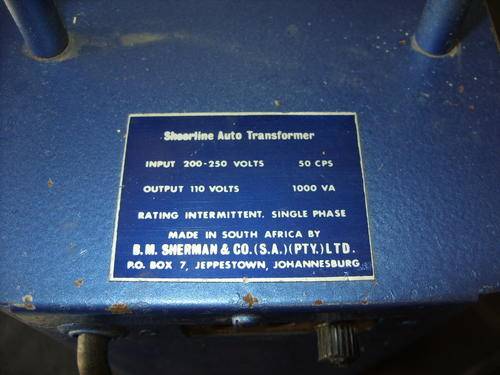 Sheerline Auto Transformer
INPUT 200-250 VOLTS 50 CPS
OUTPUT 110 VOLTS 1000 VA
RATING INTERMITTENT. SINGLE PHASE
MADE IN SOUTH AFRICA BY
B.M. SHERMAN & CO.(S.A.)(PTY.)LTD.
P.O. BOX 7, JEPPESTOWN, JOHANNESBURG